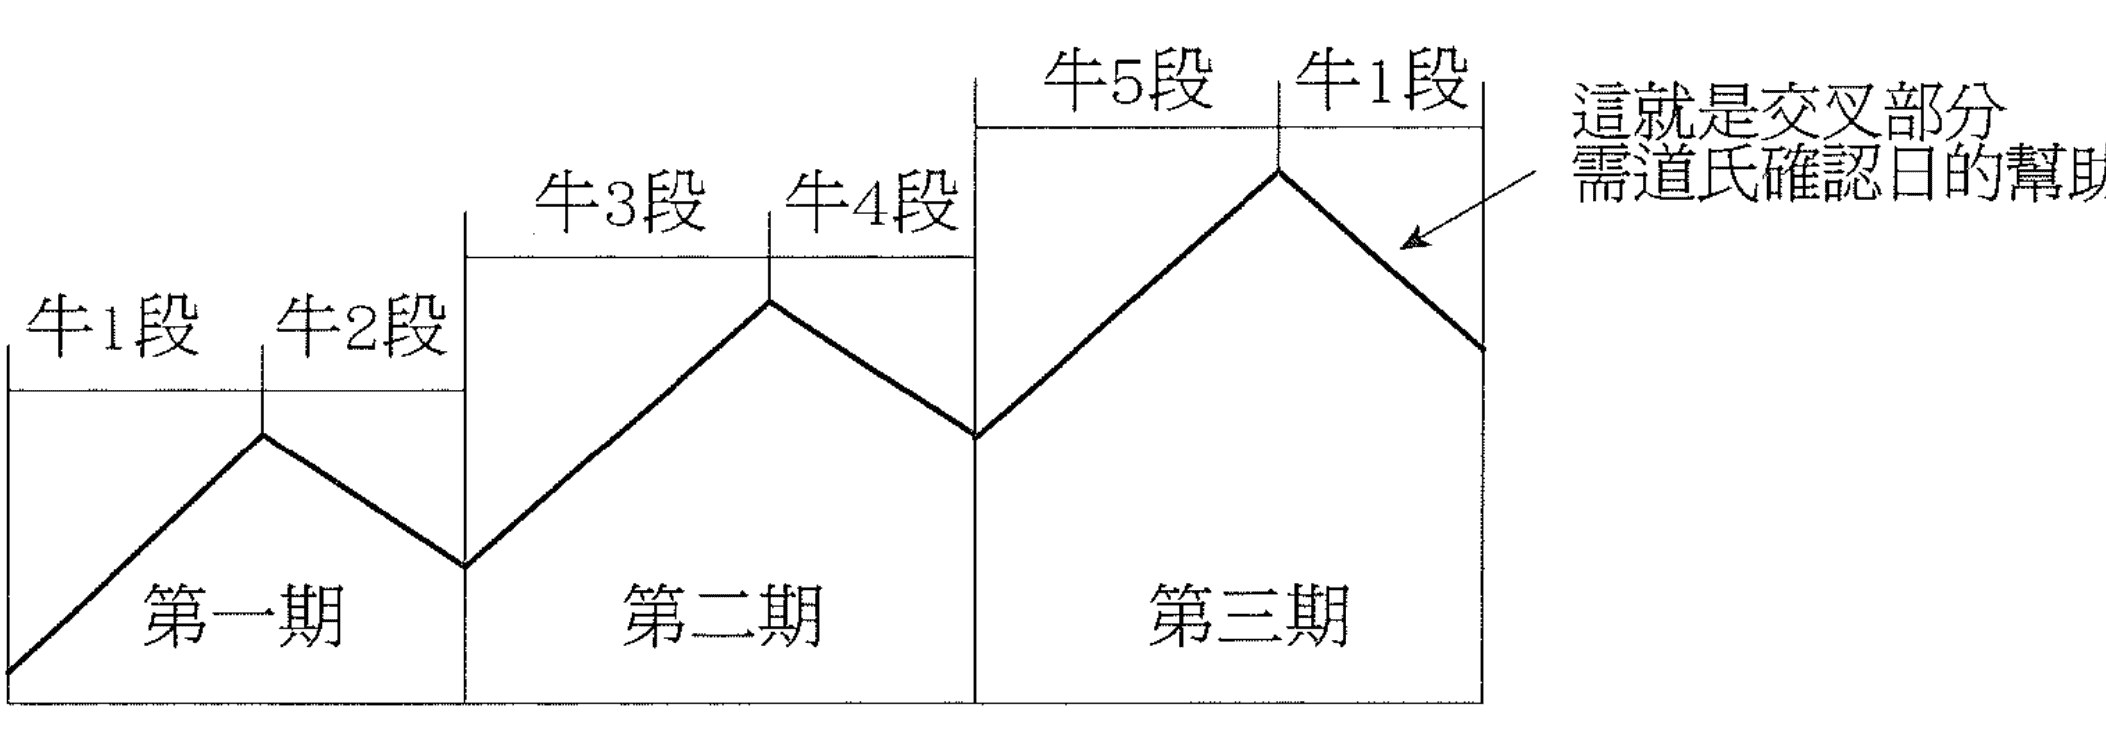 牛5段
牛1段
這就是交叉部分
需道氏確認日的幫助
牛3段
牛4段
牛1段
牛2段
第一期
第二期
第三期